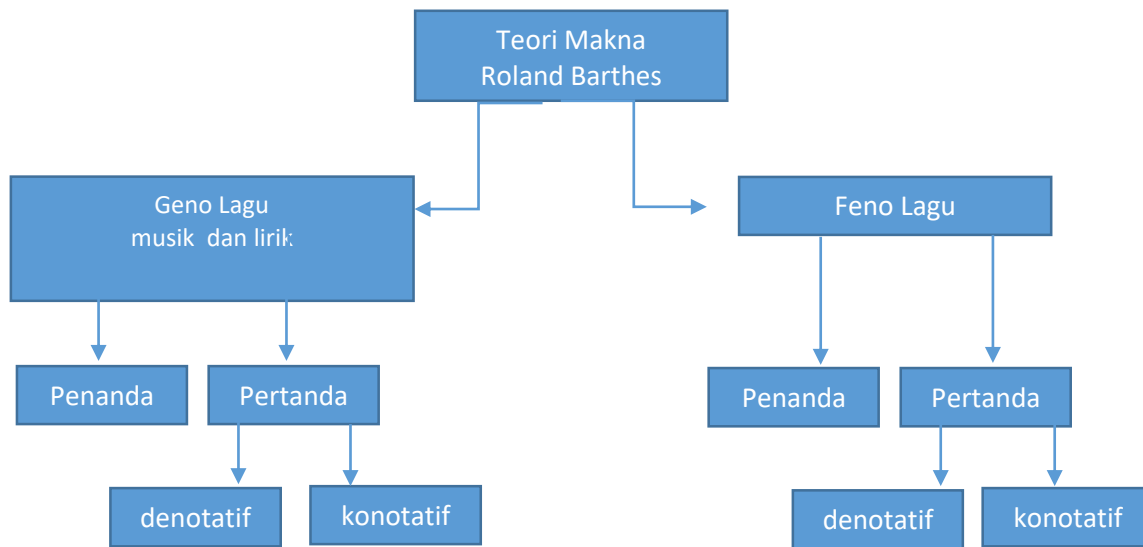 Teori Makna
Roland Barthes
Geno Lagu
musik dan lirik
Feno Lagu
Penanda
Pertanda
Penanda
Pertanda
denotatif
konotatif
denotatif
konotatif